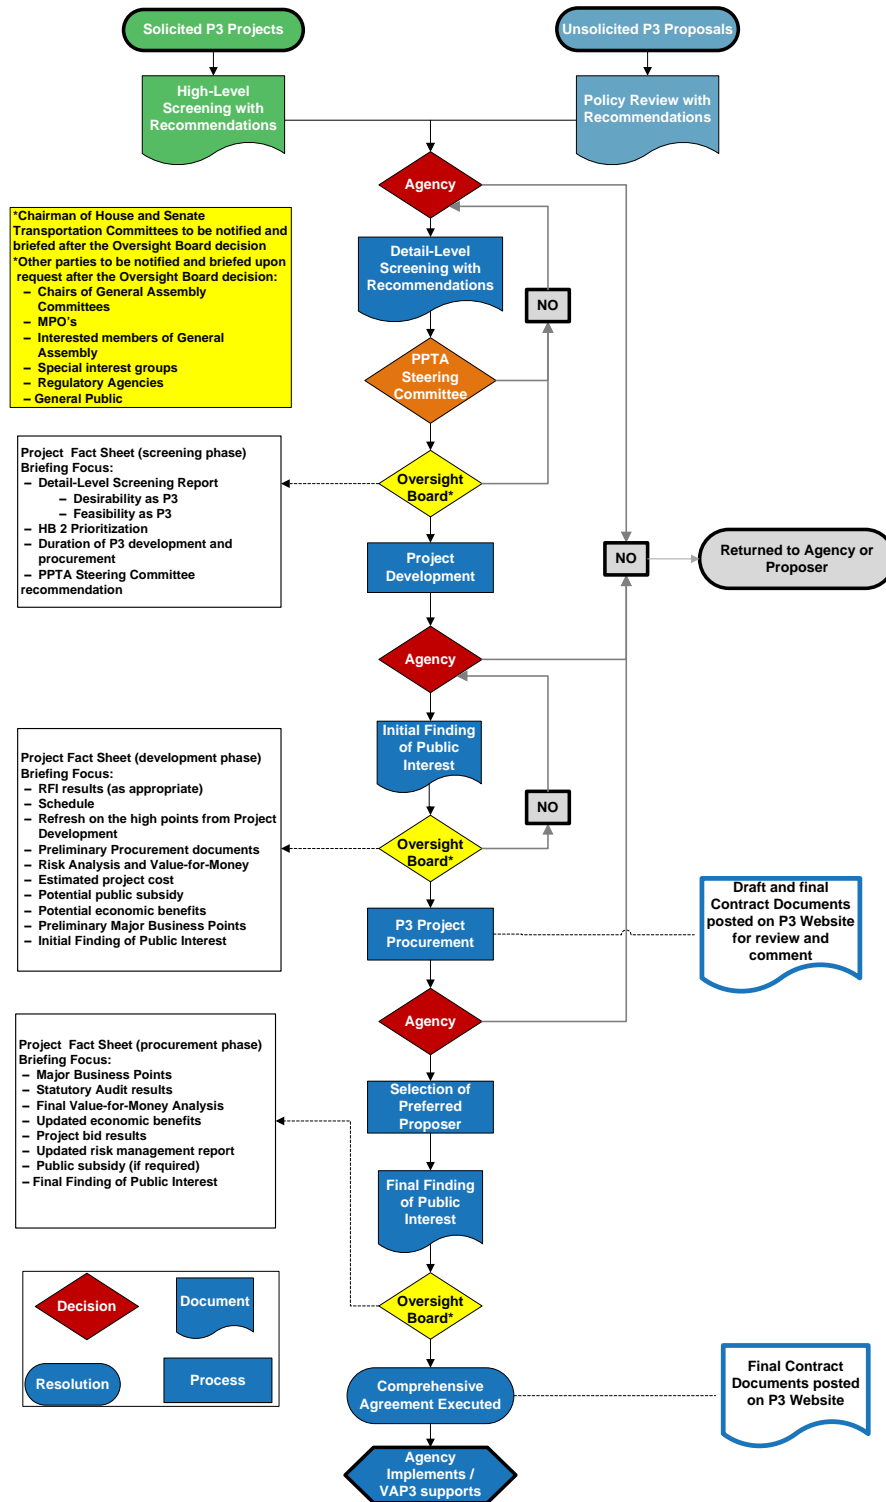 Solicited P3 Projects
Unsolicited P3 Proposals
High-Level
Screening with
Recommendations
Policy Review with
Recommendations
Agency
*Chairman of House and Senate
Transportation Committees to be notified and
briefed after the Oversight Board decision
*Other parties to be notified and briefed upon
request after the Oversight Board decision:
– Chairs of General Assembly
Committees
– MPO's
– Interested members of General
Assembly
– Special interest groups
– Regulatory Agencies
– General Public
Detail-Level
Screening with
Recommendations
NO
PPTA
Steering
Committee
Project Fact Sheet (screening phase)
Briefing Focus:
– Detail-Level Screening Report
– Desirability as P3
– Feasibility as P3
– HB 2 Prioritization
– Duration of P3 development and
procurement
– PPTA Steering Committee
recommendation
Oversight
Board*
Project
Development
NO
Returned to Agency or
Proposer
Agency
Initial Finding
of Public
Interest
Project Fact Sheet (development phase)
Briefing Focus:
– RFI results (as appropriate)
– Schedule
– Refresh on the high points from Project
Development
– Preliminary Procurement documents
– Risk Analysis and Value-for-Money
– Estimated project cost
– Potential public subsidy
– Potential economic benefits
– Preliminary Major Business Points
– Initial Finding of Public Interest
NO
Oversight
Board*
P3 Project
Procurement
Draft and final
Contract Documents
posted on P3 Website
for review and
comment
Agency
Project Fact Sheet (procurement phase)
Briefing Focus:
– Major Business Points
– Statutory Audit results
– Final Value-for-Money Analysis
– Updated economic benefits
– Project bid results
– Updated risk management report
– Public subsidy (if required)
– Final Finding of Public Interest
Selection of
Preferred
Proposer
Final Finding
of Public
Interest
Oversight
Board*
Decision
Document
Resolution
Process
Comprehensive
Agreement Executed
Final Contract
Documents posted
on P3 Website
Agency
Implements /
VAP3 supports